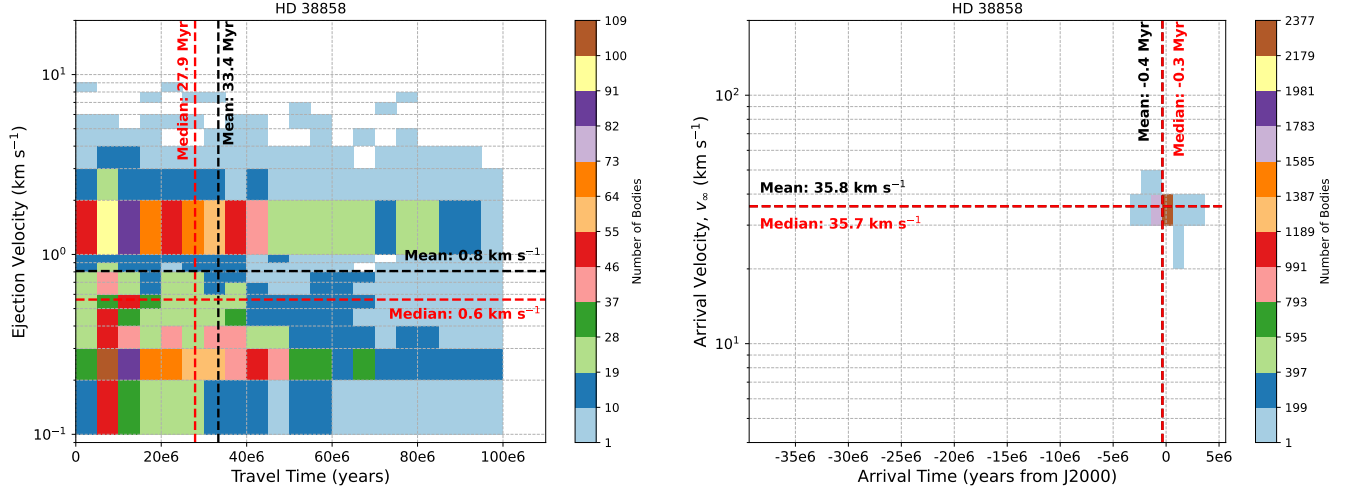 HD 38858
Ejection Velocity (km s⁻¹)
10¹
10⁰
10⁻¹
Median: 27.9 Myr
Mean: 33.4 Myr
Mean: 0.8 km s⁻¹
Median: 0.6 km s⁻¹
0 20e6 40e6 60e6 80e6 100e6
Travel Time (years)
109
100
91
82
73
64
55
46
37
28
19
10
1
Number of Bodies
HD 38858
Arrival Velocity, v∞ (km s⁻¹)
10²
10¹
Mean: -0.4 Myr
Median: -0.3 Myr
Mean: 35.8 km s⁻¹
Median: 35.7 km s⁻¹
-35e6 -30e6 -25e6 -20e6 -15e6 -10e6 -5e6 0 5e6
Arrival Time (years from J2000)
2377
2179
1981
1783
1585
1387
1189
991
793
595
397
199
1
Number of Bodies